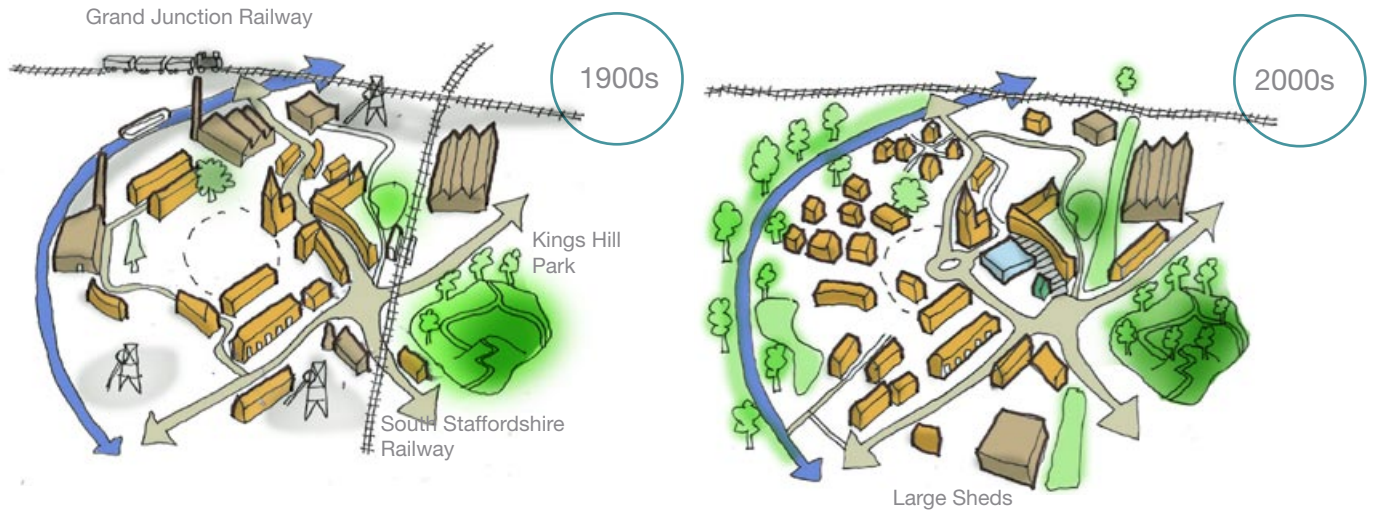 Grand Junction Railway
1900s
2000s
Kings Hill
Park
South Staffordshire
Railway
Large Sheds